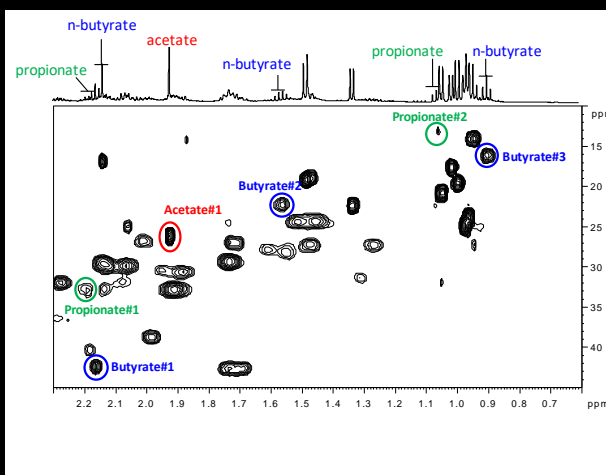 n-butyrate
acetate
propionate
n-butyrate
propionate
n-butyrate
ppm
Propionate#2
15
Butyrate#3
Butyrate#2
20
Acetate#1
25
30
Propionate#1
35
40
Butyrate#1
2.2 2.1 2.0 1.9 1.8 1.7 1.6 1.5 1.4 1.3 1.2 1.1 1.0 0.9 0.8 0.7 ppm